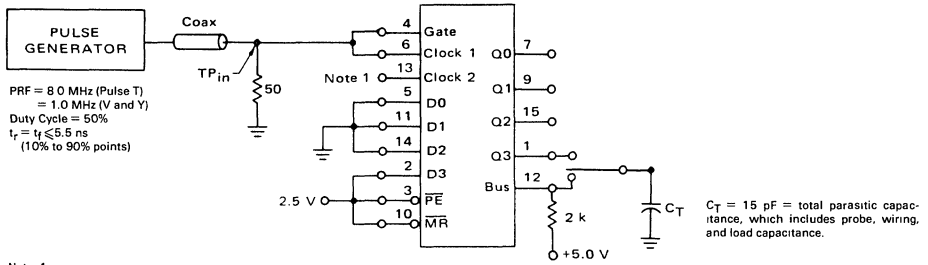 PULSE
GENERATOR
Coax
TPin
50
PRF = 8 0 MHz (Pulse T)
= 1.0 MHz (V and Y)
Duty Cycle = 50%
tr = tf ⩽5.5 ns
(10% to 90% points)
Note 1
4
6
13
5
11
14
2
3
10
2.5 V
Gate
Clock 1
Clock 2
D0
D1
D2
D3
PE
MR
Q0
Q1
Q2
Q3
Bus
7
9
15
1
12
2 k
+5.0 V
CT
CT = 15 pF = total parasitic capac-
itance, which includes probe, wiring,
and load capacitance.